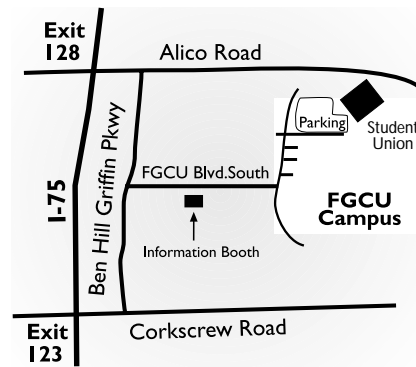 Exit
128
Alico Road
Parking
Student
Union
Ben Hill Griffin Pkwy
I-75
FGCU Blvd.South
FGCU
Campus
Information Booth
Exit
123
Corkscrew Road